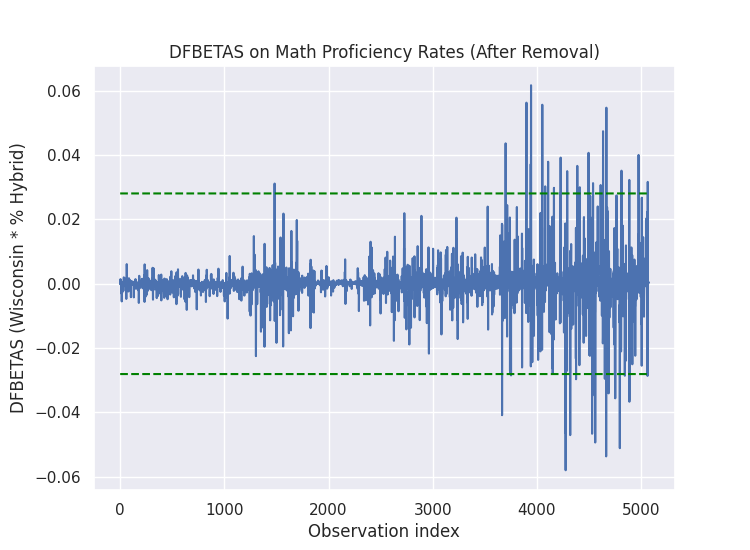 DFBETAS on Math Proficiency Rates (After Removal)
DFBETAS (Wisconsin * % Hybrid)
0.06
0.04
0.02
0.00
−0.02
−0.04
−0.06
0 1000 2000 3000 4000 5000
Observation index